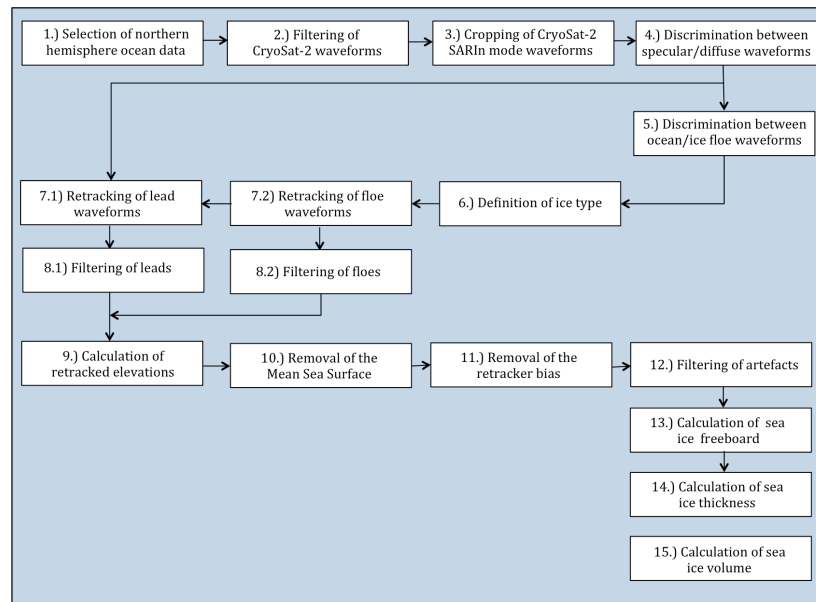 1.) Selection of northern
hemisphere ocean data
2.) Filtering of
CryoSat-2 waveforms
3.) Cropping of CryoSat-2
SARIn mode waveforms
4.) Discrimination between
specular/diffuse waveforms
5.) Discrimination between
ocean/ice floe waveforms
7.1) Retracking of lead
waveforms
7.2) Retracking of floe
waveforms
6.) Definition of ice type
8.1) Filtering of leads
8.2) Filtering of floes
9.) Calculation of
retracked elevations
10.) Removal of the
Mean Sea Surface
11.) Removal of the
retracker bias
12.) Filtering of artefacts
13.) Calculation of sea
ice freeboard
14.) Calculation of sea
ice thickness
15.) Calculation of sea
ice volume